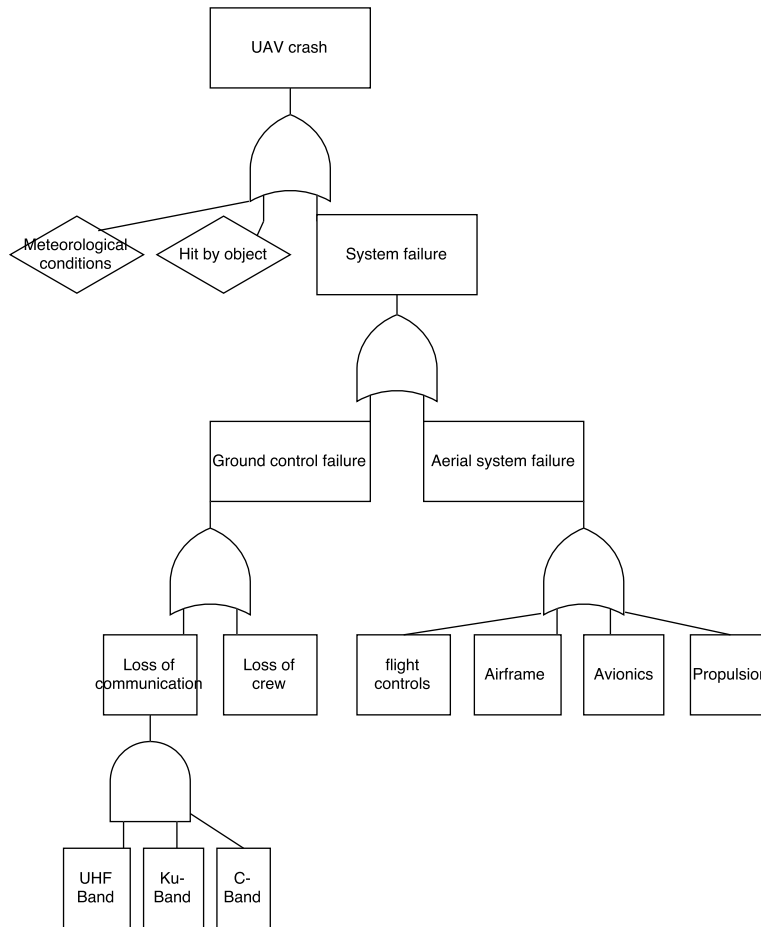 UAV crash
Meteorological
conditions
Hit by object
System failure
Ground control failure
Aerial system failure
Loss of
communication
Loss of
crew
flight
controls
Airframe
Avionics
Propulsion
UHF
Band
Ku-
Band
C-
Band